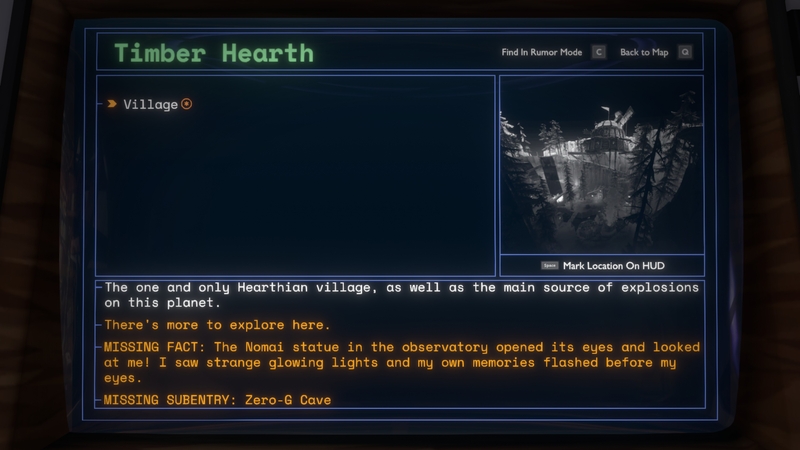 Timber Hearth
Find In Rumor Mode C Back to Map Q
Village
Space Mark Location On HUD
The one and only Hearthian village, as well as the main source of explosions
on this planet.
There's more to explore here.
MISSING FACT: The Nomai statue in the observatory opened its eyes and looked
at me! I saw strange glowing lights and my own memories flashed before my
eyes.
MISSING SUBENTRY: Zero-G Cave